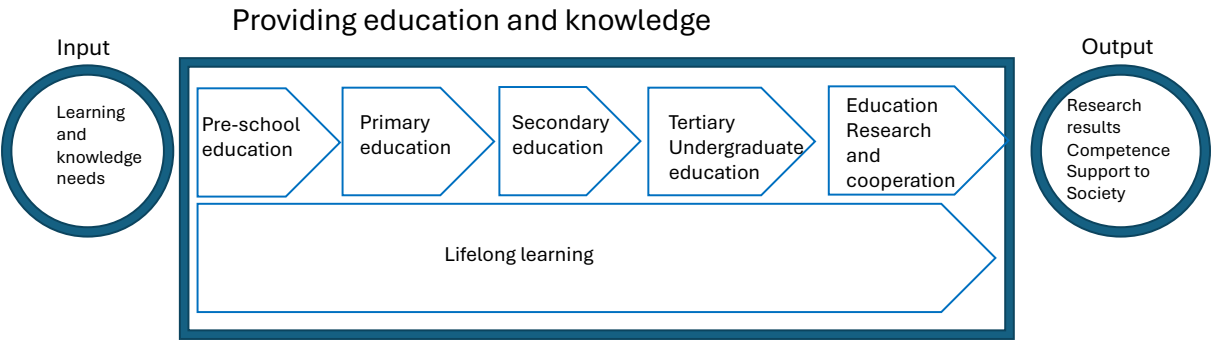 Providing education and knowledge
Input
Output
Learning
and
knowledge
needs
Pre-school
education
Primary
education
Secondary
education
Tertiary
Undergraduate
education
Education
Research
and
cooperation
Research
results
Competence
Support to
Society
Lifelong learning